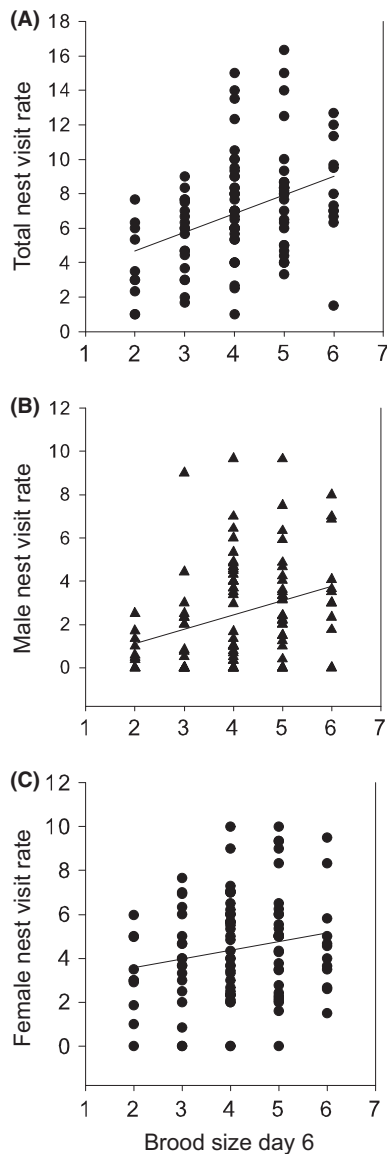 (A)
Total nest visit rate
18
16
14
12
10
8
6
4
2
0
1 2 3 4 5 6 7
(B)
Male nest visit rate
12
10
8
6
4
2
0
1 2 3 4 5 6 7
(C)
Female nest visit rate
12
10
8
6
4
2
0
1 2 3 4 5 6 7
Brood size day 6